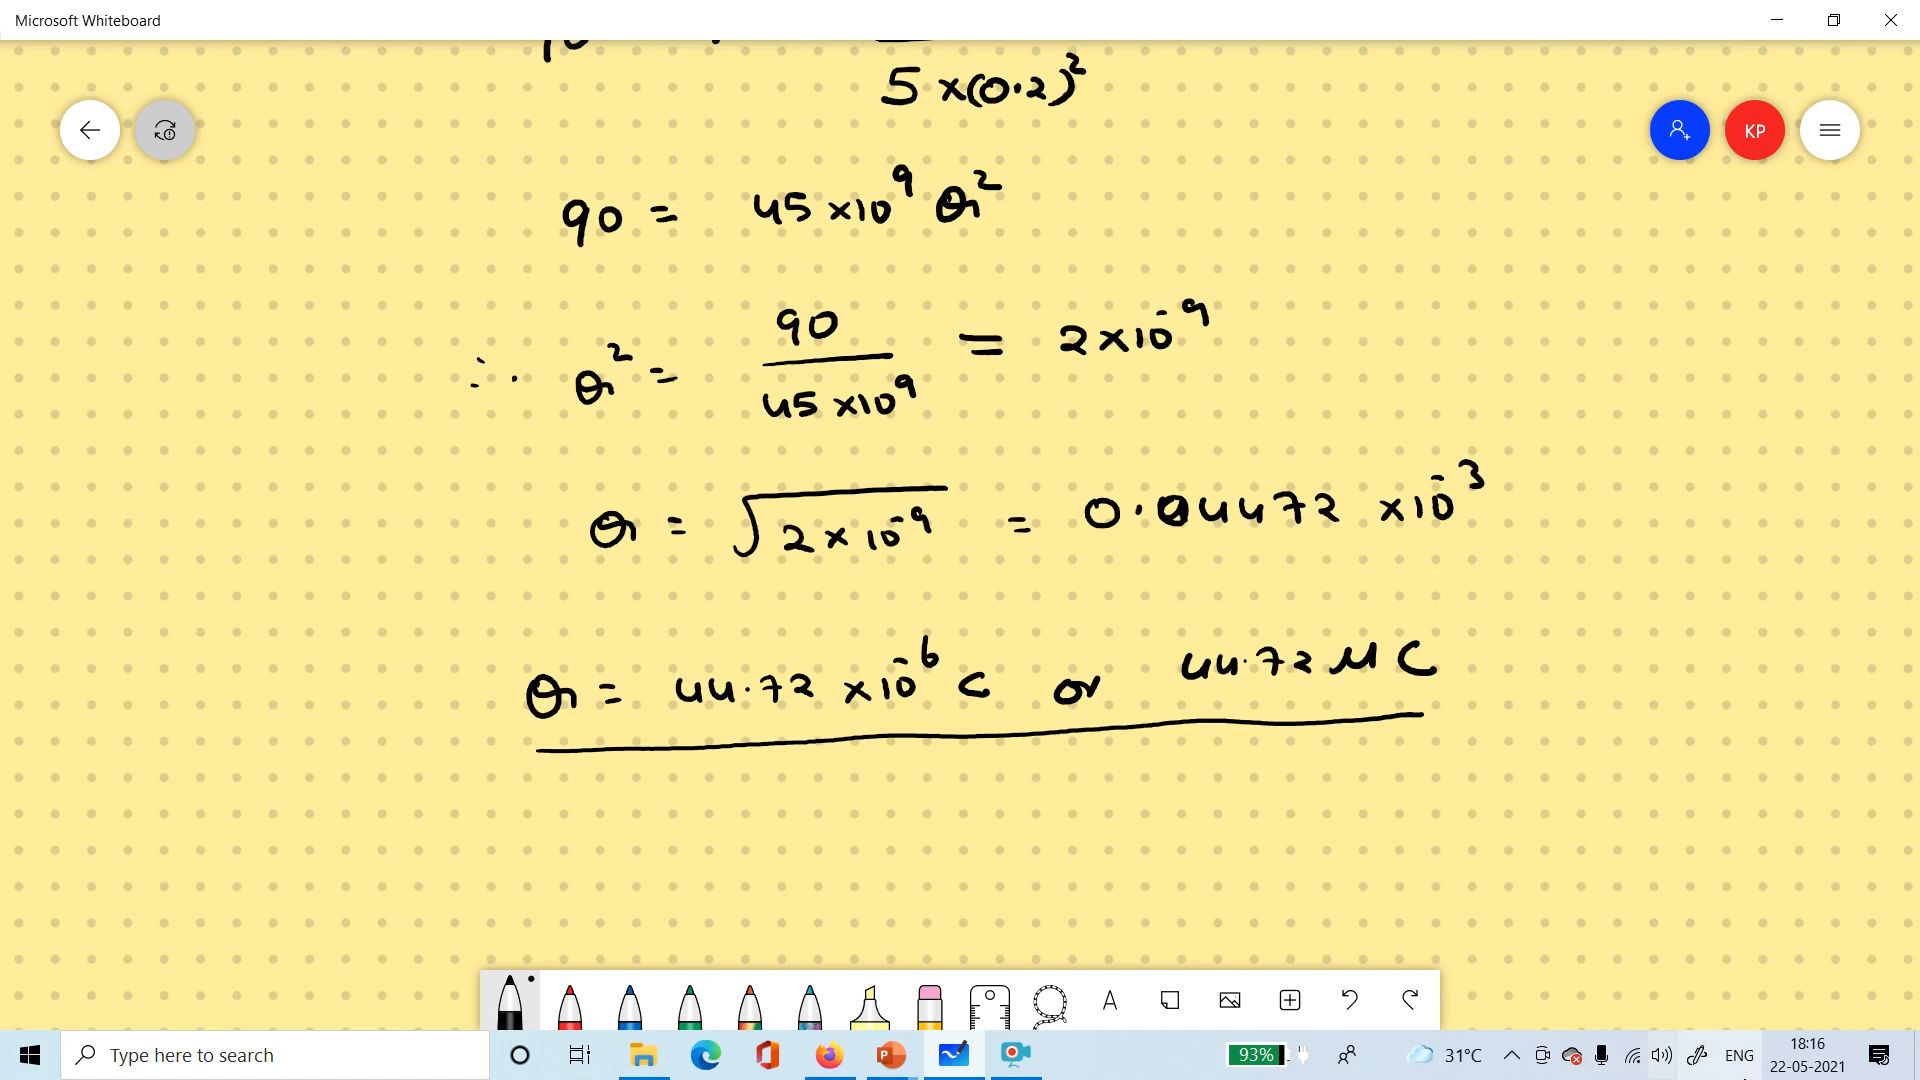 Microsoft Whiteboard
5 ×(0.2)²
KP
90 = 45×10⁹ Q²
∴ Q² = 90 / 45×10⁹ = 2×10⁻⁹
Q = √2×10⁻⁹ = 0.04472 ×10⁻³
Q = 44.72 ×10⁻⁶ C or 44.72 μ C
A
Type here to search
93%
31°C
ENG
18:16
22-05-2021